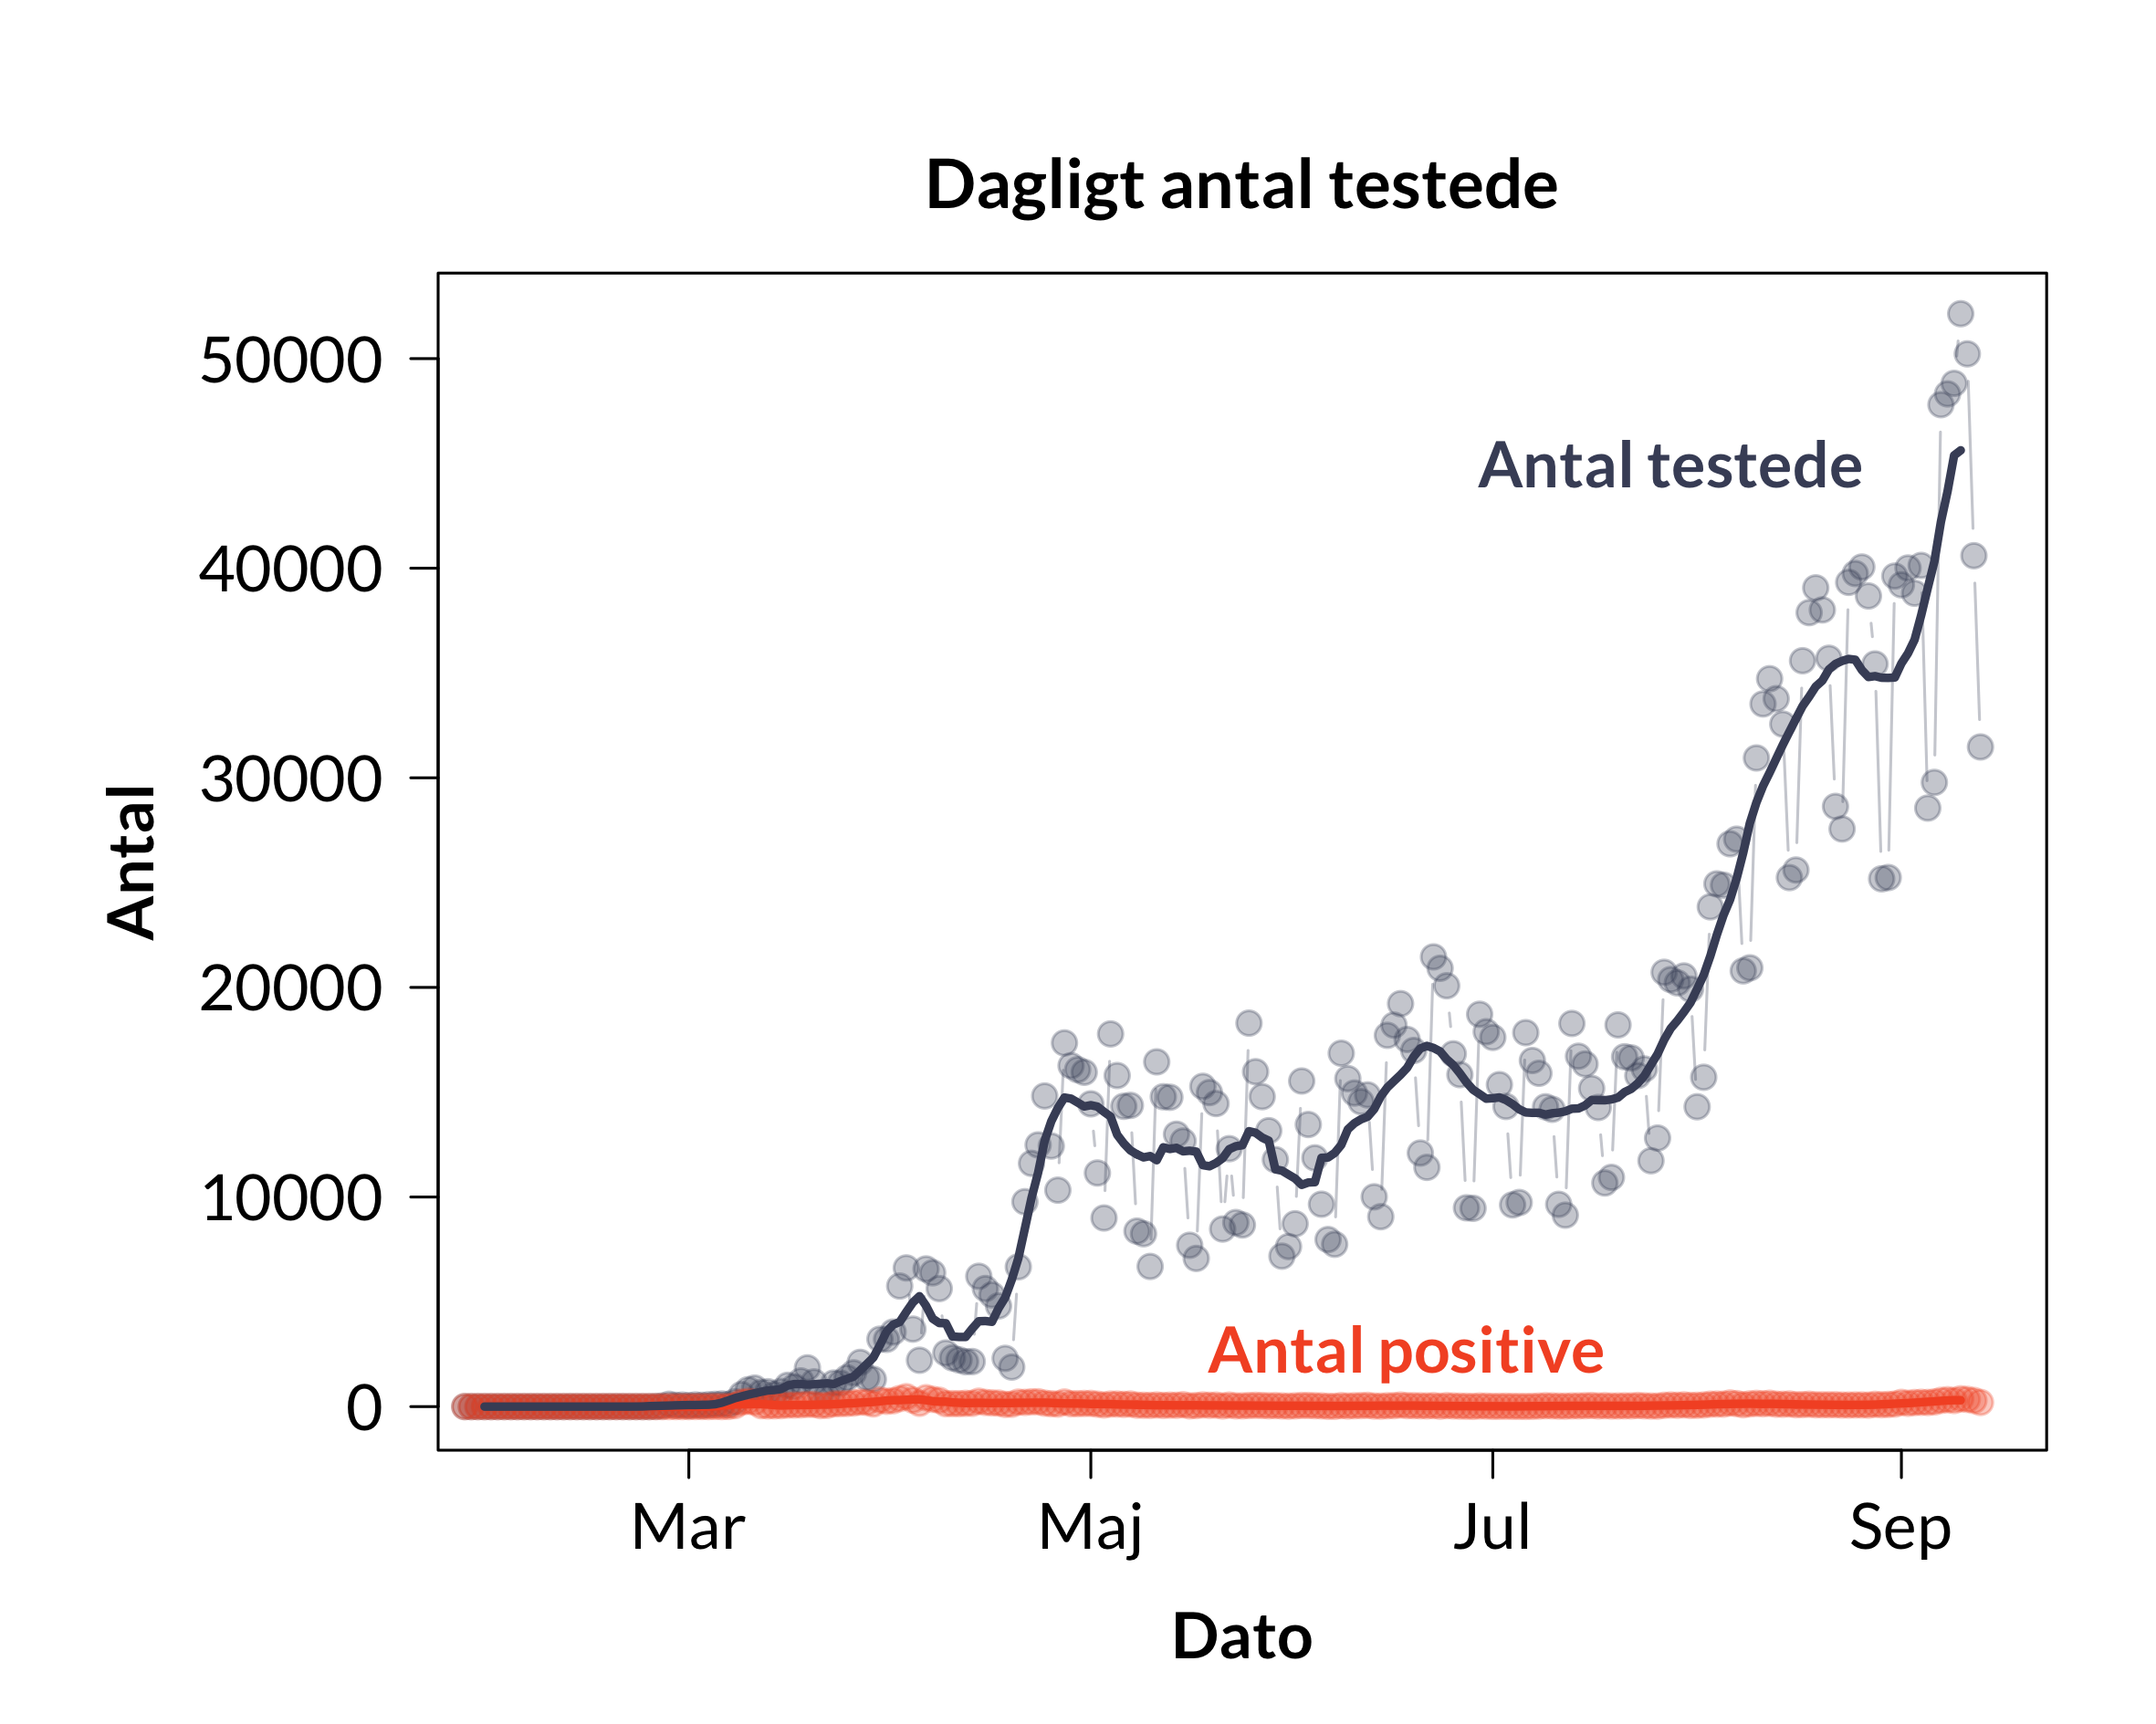 Dagligt antal testede
Antal
50000
40000
30000
20000
10000
0
Antal testede
Antal positive
Mar
Maj
Jul
Sep
Dato